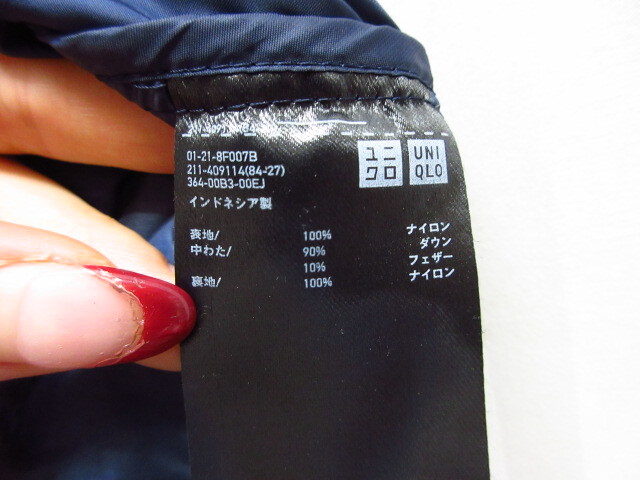 01-21-8F007B
211-409114(84-27)
364-00B3-00EJ
ユニ
クロ
UNI
QLO
インドネシア製
表地/ 100% ナイロン
中わた/ 90% ダウン
10% フェザー
裏地/ 100% ナイロン